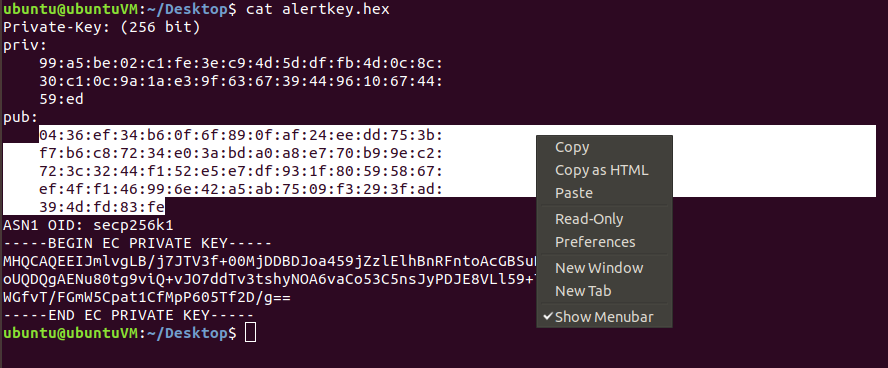 ubuntu@ubuntuVM:~/Desktop$ cat alertkey.hex
Private-Key: (256 bit)
priv:
99:a5:be:02:c1:fe:3e:c9:4d:5d:df:fb:4d:0c:8c:
30:c1:0c:9a:1a:e3:9f:63:67:39:44:96:10:67:44:
59:ed
pub:
04:36:ef:34:b6:0f:6f:89:0f:af:24:ee:dd:75:3b:
f7:b6:c8:72:34:e0:3a:bd:a0:a8:e7:70:b9:9e:c2:
72:3c:32:44:f1:52:e5:e7:df:93:1f:80:59:58:67:
ef:4f:f1:46:99:6e:42:a5:ab:75:09:f3:29:3f:ad:
39:4d:fd:83:fe
ASN1 OID: secp256k1
-----BEGIN EC PRIVATE KEY-----
MHQCAQEEIJmlvgLB/j7JTV3f+00MjDDBDJoa459jZzlElhBnRFntoAcGBSu
oUQDQgAENu80tg9viQ+vJO7ddTv3tshyNOA6vaCo53C5nsJyPDJE8VLl59+
WGfvT/FGmW5Cpat1CfMpP605Tf2D/g==
-----END EC PRIVATE KEY-----
ubuntu@ubuntuVM:~/Desktop$
Copy
Copy as HTML
Paste
Read-Only
Preferences
New Window
New Tab
Show Menubar